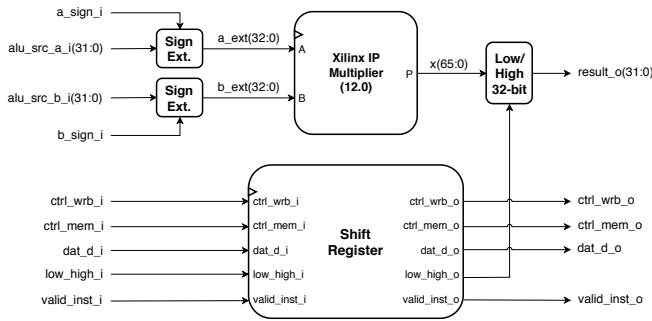 a_sign_i
alu_src_a_i(31:0)
Sign
Ext.
a_ext(32:0)
A
alu_src_b_i(31:0)
Sign
Ext.
b_ext(32:0)
B
b_sign_i
Xilinx IP
Multiplier
(12.0)
P
x(65:0)
Low/
High
32-bit
result_o(31:0)
ctrl_wrb_i
ctrl_mem_i
dat_d_i
low_high_i
valid_inst_i
ctrl_wrb_i
ctrl_mem_i
dat_d_i
low_high_i
valid_inst_i
Shift
Register
ctrl_wrb_o
ctrl_mem_o
dat_d_o
low_high_o
valid_inst_o
ctrl_wrb_o
ctrl_mem_o
dat_d_o
valid_inst_o